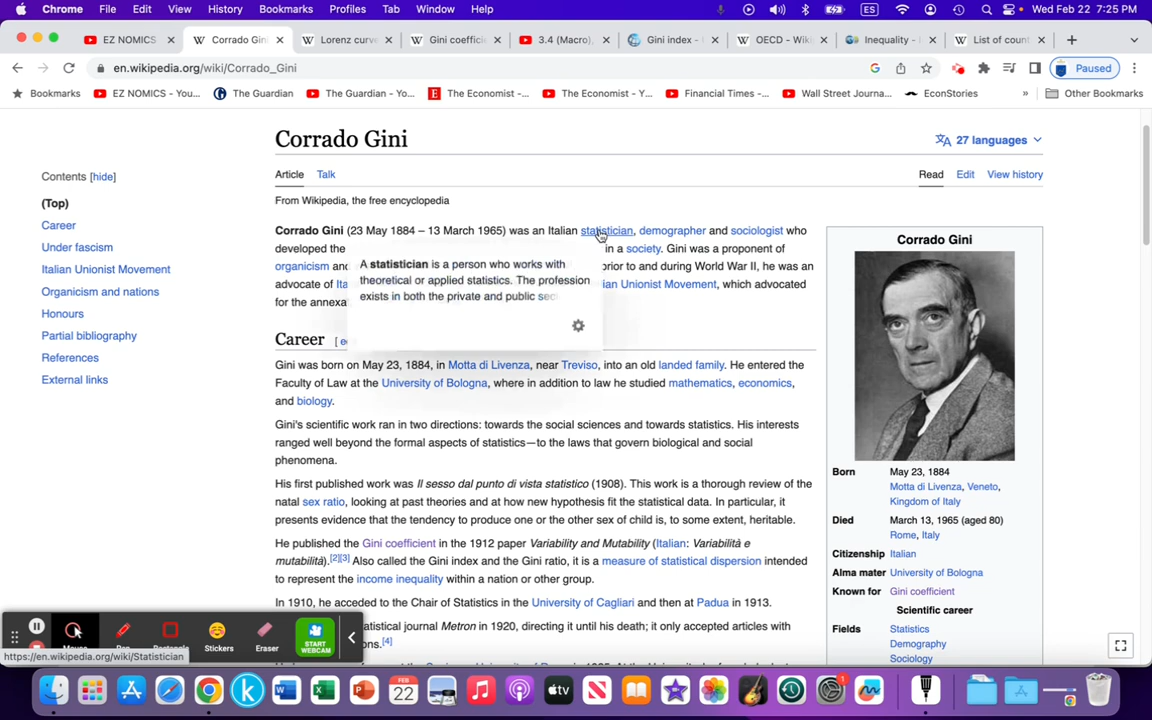 Chrome File Edit View History Bookmarks Profiles Tab Window Help ES Wed Feb 22 7:25 PM
EZ NOMICS Corrado Gini Lorenz curv Gini coeffici 3.4 (Macro), Gini index - OECD - Wik Inequality - List of count
en.wikipedia.org/wiki/Corrado_Gini Paused
Bookmarks EZ NOMICS - You... The Guardian The Guardian - Yo... The Economist -... The Economist - Y... Financial Times -... Wall Street Journa... EconStories » Other Bookmarks
Corrado Gini
27 languages
Contents [hide]
(Top)
Career
Under fascism
Italian Unionist Movement
Organicism and nations
Honours
Partial bibliography
References
External links
Article Talk Read Edit View history
From Wikipedia, the free encyclopedia
Corrado Gini (23 May 1884 – 13 March 1965) was an Italian statistician, demographer and sociologist who
developed the in a society. Gini was a proponent of
organicism and prior to and during World War II, he was an
advocate of Ita ian Unionist Movement, which advocated
for the annexa
A statistician is a person who works with
theoretical or applied statistics. The profession
exists in both the private and public sec
Career [ e
Gini was born on May 23, 1884, in Motta di Livenza, near Treviso, into an old landed family. He entered the
Faculty of Law at the University of Bologna, where in addition to law he studied mathematics, economics,
and biology.
Gini's scientific work ran in two directions: towards the social sciences and towards statistics. His interests
ranged well beyond the formal aspects of statistics—to the laws that govern biological and social
phenomena.
His first published work was Il sesso dal punto di vista statistico (1908). This work is a thorough review of the
natal sex ratio, looking at past theories and at how new hypothesis fit the statistical data. In particular, it
presents evidence that the tendency to produce one or the other sex of child is, to some extent, heritable.
He published the Gini coefficient in the 1912 paper Variability and Mutability (Italian: Variabilità e
mutabilità).[2][3] Also called the Gini index and the Gini ratio, it is a measure of statistical dispersion intended
to represent the income inequality within a nation or other group.
In 1910, he acceded to the Chair of Statistics in the University of Cagliari and then at Padua in 1913.
atistical journal Metron in 1920, directing it until his death; it only accepted articles with
ons.[4]
Corrado Gini
Born May 23, 1884
Motta di Livenza, Veneto,
Kingdom of Italy
Died March 13, 1965 (aged 80)
Rome, Italy
Citizenship Italian
Alma mater University of Bologna
Known for Gini coefficient
Scientific career
Fields Statistics
Demography
Sociology
Stickers Eraser START
WEBCAM
https://en.wikipedia.org/wiki/Statistician
FEB
22
1